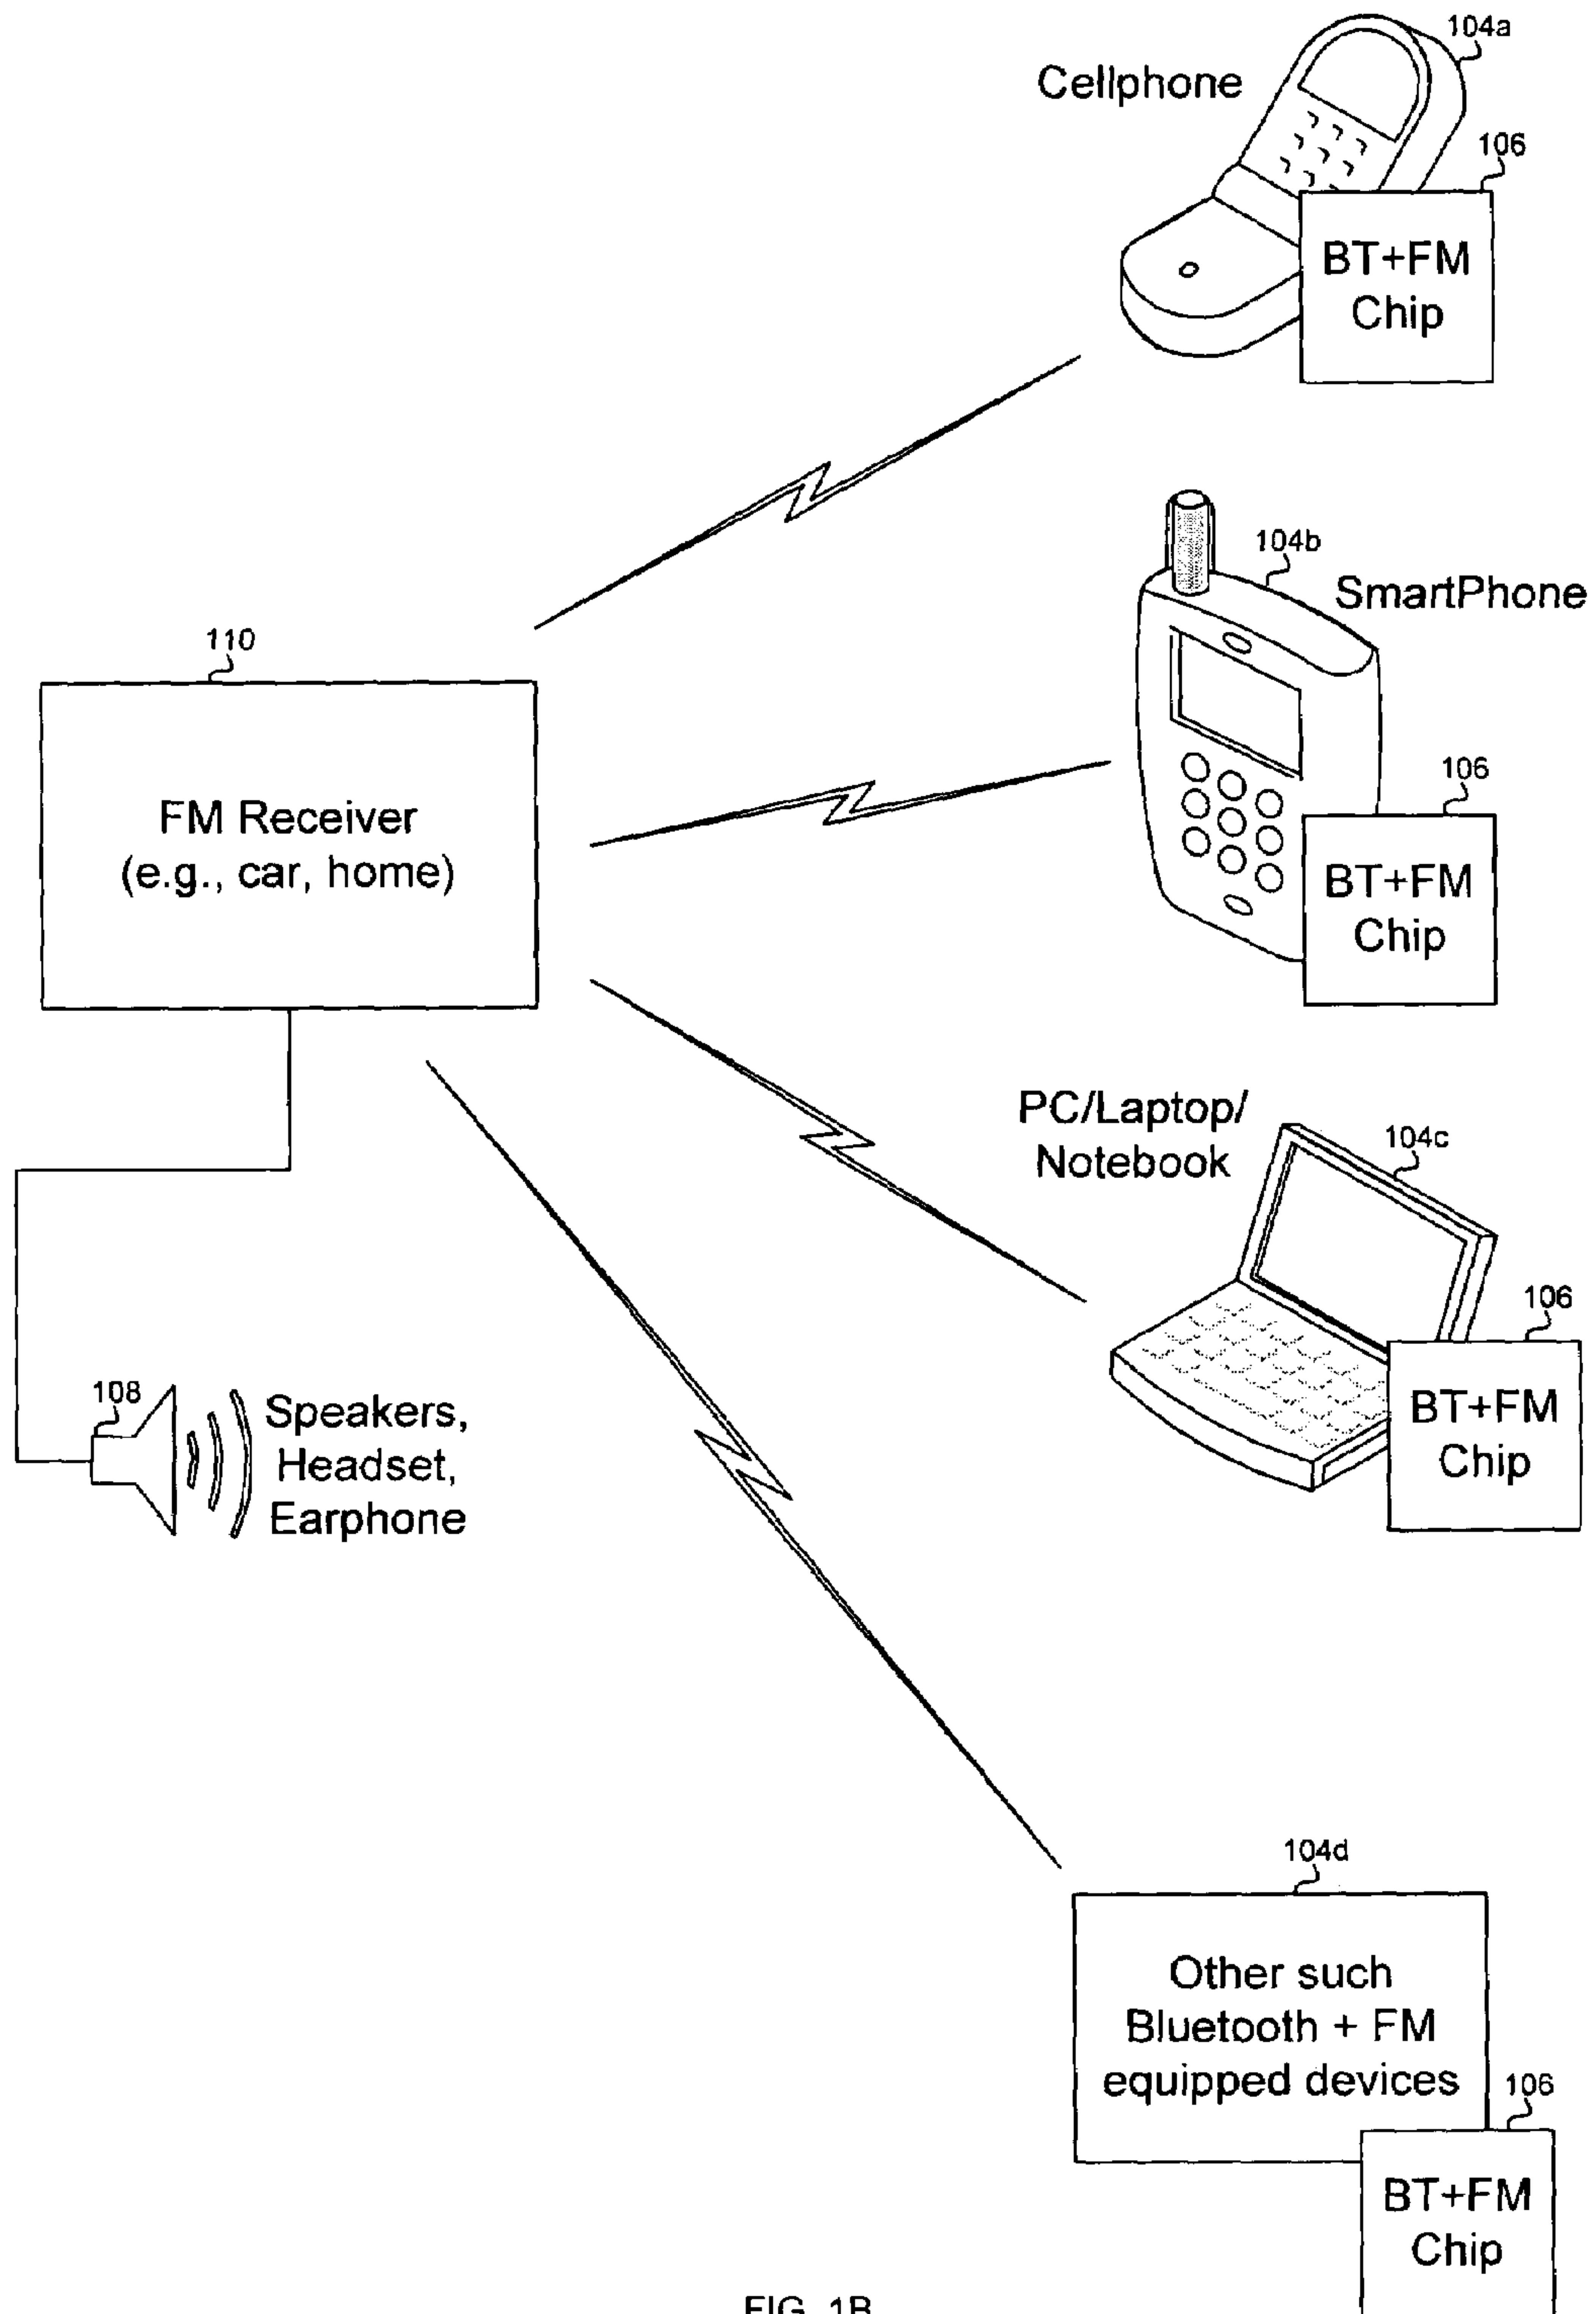 104a
Cellphone
106
BT+FM
Chip
104b
SmartPhone
110
FM Receiver
(e.g., car, home)
106
BT+FM
Chip
PC/Laptop/
Notebook
104c
106
BT+FM
Chip
108
Speakers,
Headset,
Earphone
104d
Other such
Bluetooth + FM
equipped devices
106
BT+FM
Chip
FIG. 1B